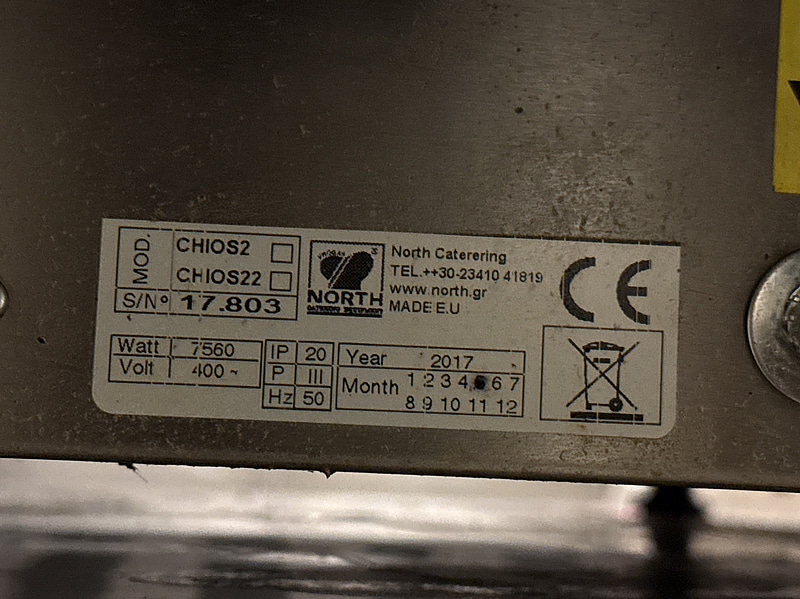 MOD.
CHIOS2
CHIOS22
S/Nº 17.803
NORTH
North Caterering
TEL.++30-23410 41819
www.north.gr
MADE E.U
CE
Watt 7560
Volt 400 ~
IP 20
P III
Hz 50
Year 2017
Month 1 2 3 4 6 7
8 9 10 11 12